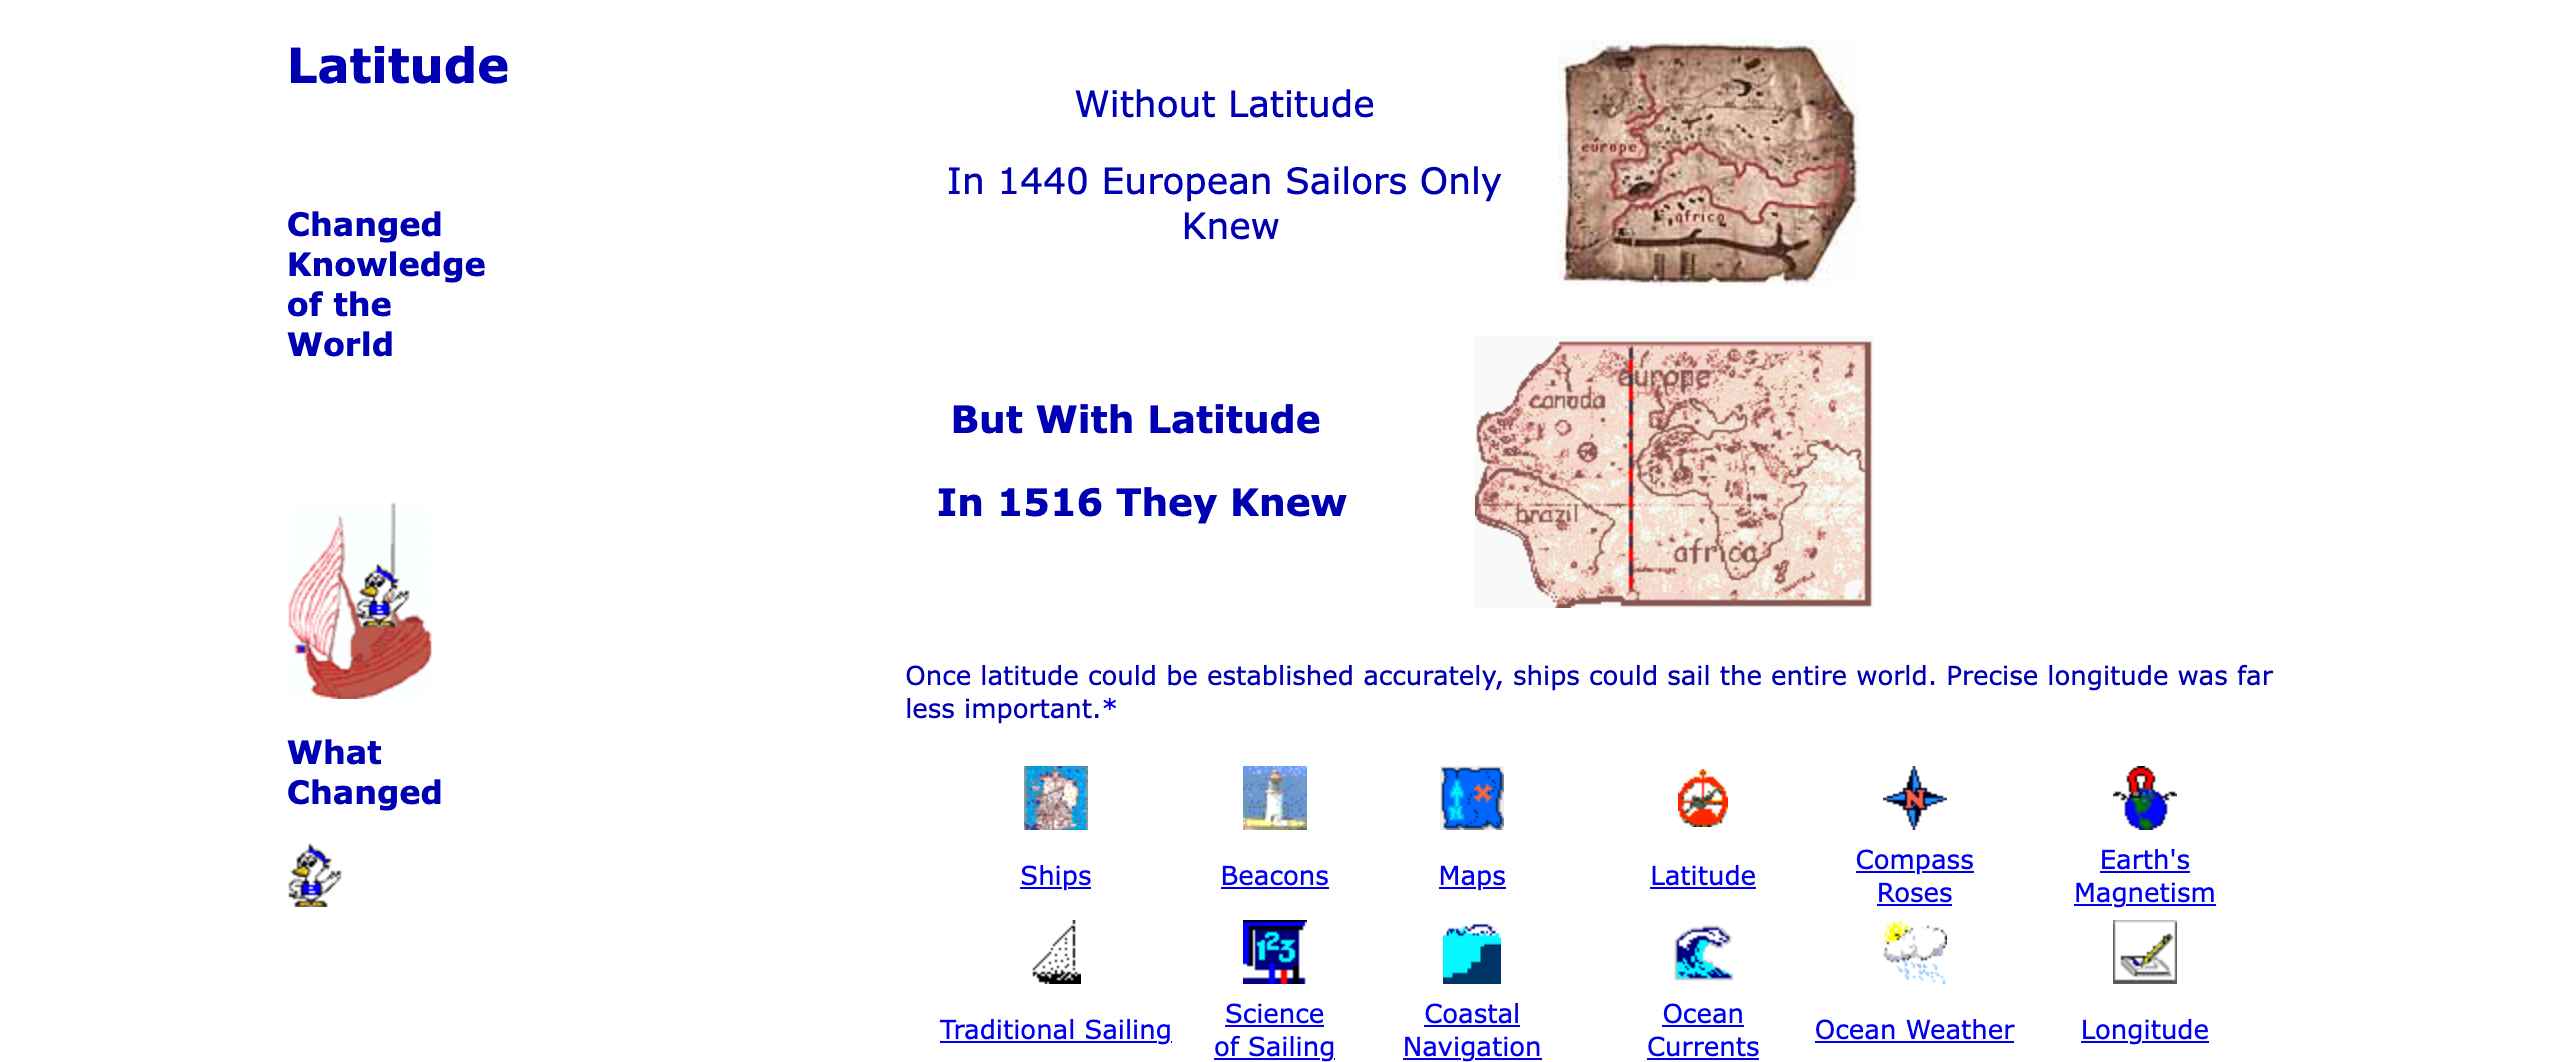 Latitude
Changed
Knowledge
of the
World
What
Changed
Without Latitude
In 1440 European Sailors Only
Knew
europe
africa
But With Latitude
In 1516 They Knew
europe
canada
brazil
africa
Once latitude could be established accurately, ships could sail the entire world. Precise longitude was far
less important.*
N
N
Ships
Beacons
Maps
Latitude
Compass
Roses
Earth's
Magnetism
123
Traditional Sailing
Science
of Sailing
Coastal
Navigation
Ocean
Currents
Ocean Weather
Longitude